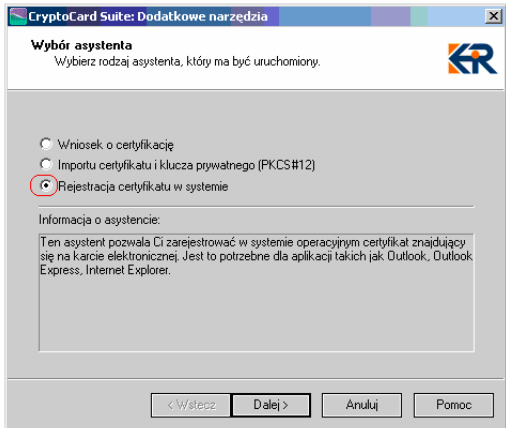 CryptoCard Suite: Dodatkowe narzędzia
Wybór asystenta
Wybierz rodzaj asystenta, który ma być uruchomiony.
KIR
Wniosek o certyfikację
Importu certyfikatu i klucza prywatnego (PKCS#12)
Rejestracja certyfikatu w systemie
Informacja o asystencie:
Ten asystent pozwala Ci zarejestrować w systemie operacyjnym certyfikat znajdujący
się na karcie elektronicznej. Jest to potrzebne dla aplikacji takich jak Outlook, Outlook
Express, Internet Explorer.
< Wstecz
Dalej >
Anuluj
Pomoc